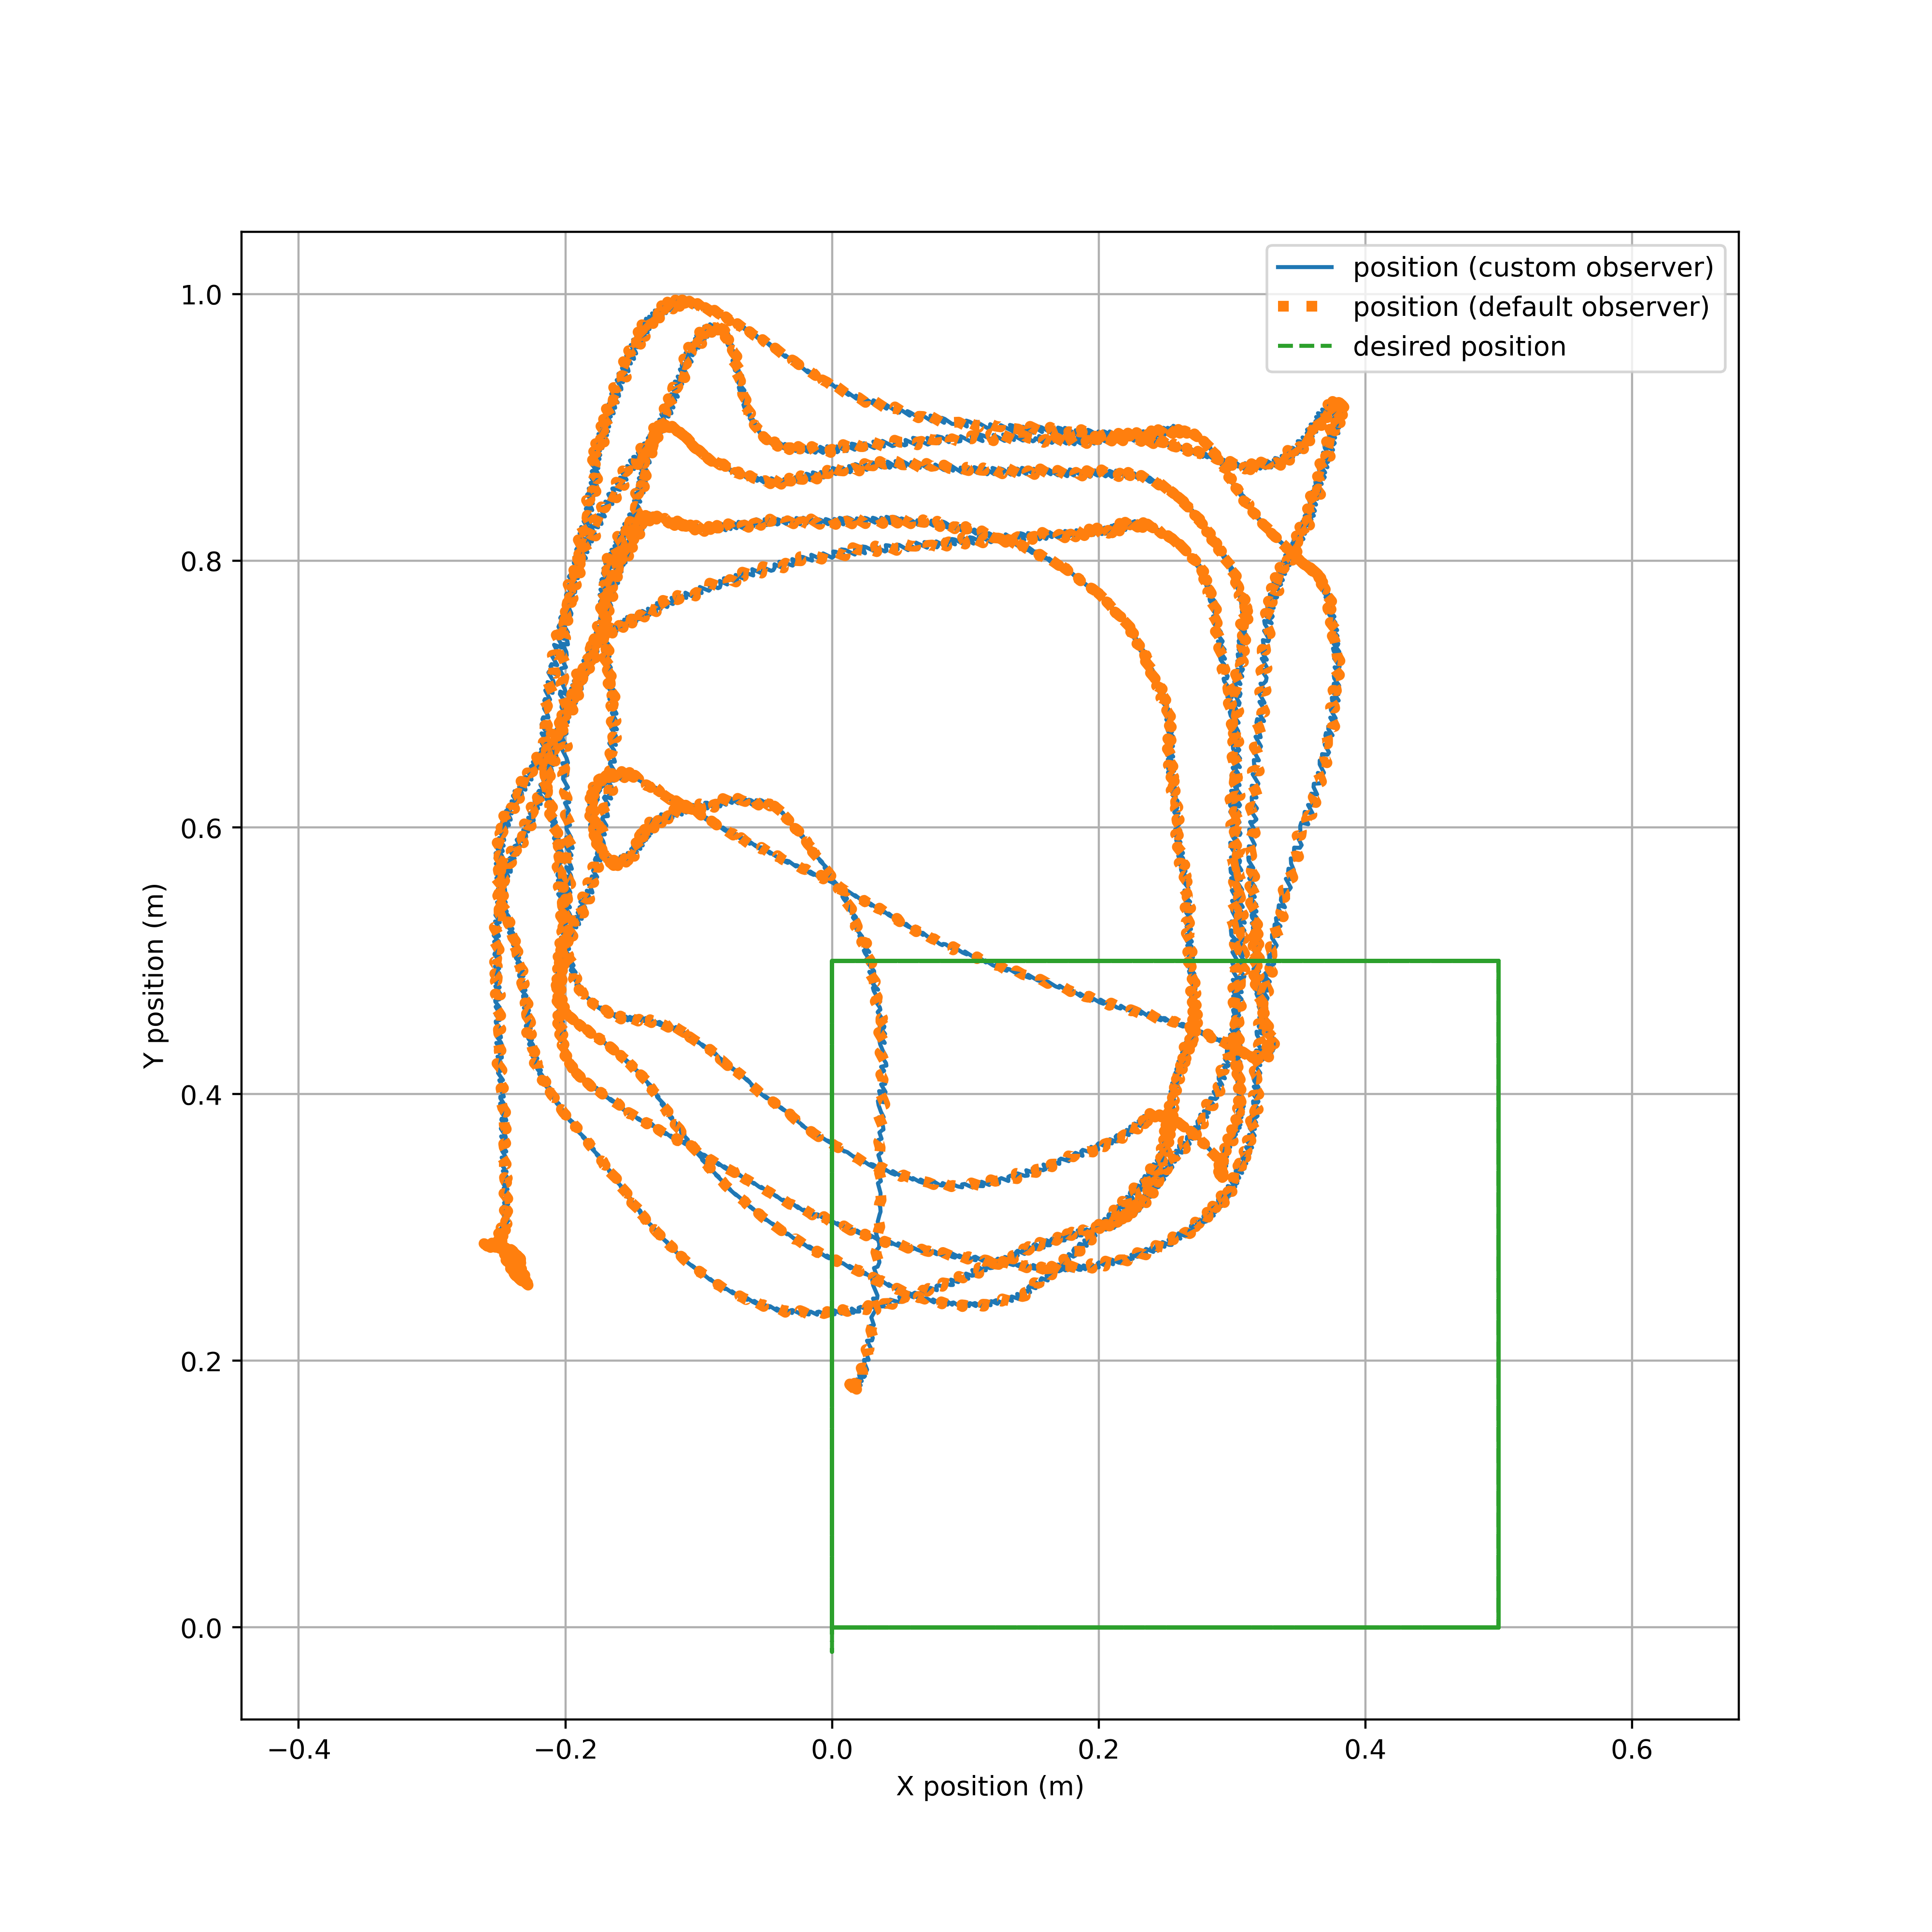 position (custom observer)
position (default observer)
desired position
Y position (m)
1.0
0.8
0.6
0.4
0.2
0.0
−0.4 −0.2 0.0 0.2 0.4 0.6
X position (m)